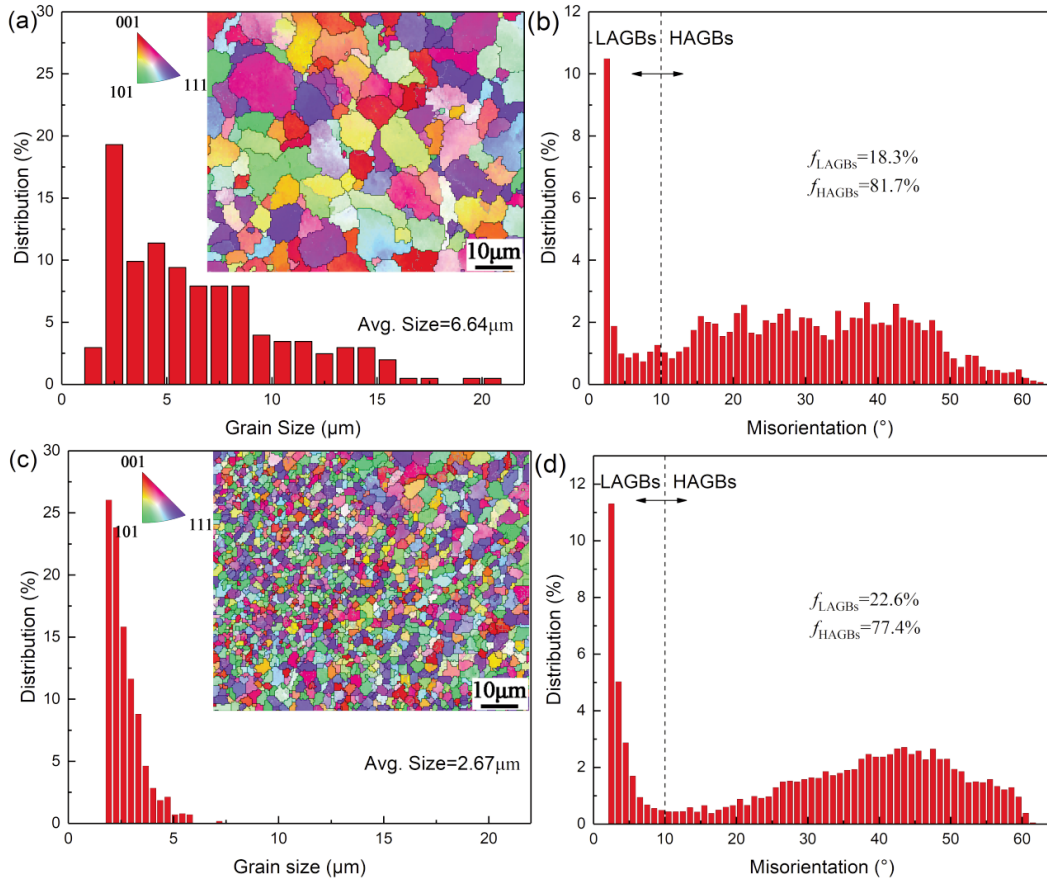 (a)
30
25
20
15
10
5
0
Distribution (%)
001
101
111
10μm
Avg. Size=6.64μm
0
5
10
15
20
Grain Size (μm)
(b)
12
10
8
6
4
2
0
Distribution (%)
LAGBs
HAGBs
fLAGBs=18.3%
fHAGBs=81.7%
0
10
20
30
40
50
60
Misorientation (°)
(c)
30
25
20
15
10
5
0
Distribution (%)
001
101
111
10μm
Avg. Size=2.67μm
0
5
10
15
20
Grain size (μm)
(d)
12
10
8
6
4
2
0
Distribution (%)
LAGBs
HAGBs
fLAGBs=22.6%
fHAGBs=77.4%
0
10
20
30
40
50
60
Misorientation (°)